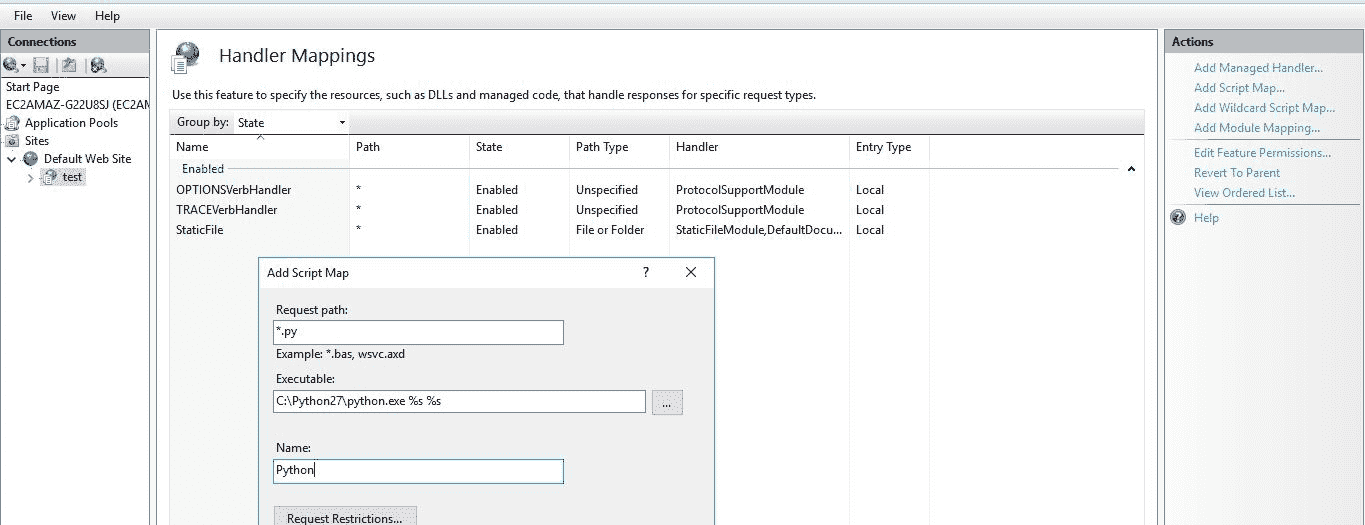 File View Help
Connections
Start Page
EC2AMAZ-G22U8SJ (EC2AM
Application Pools
Sites
Default Web Site
test
Handler Mappings
Use this feature to specify the resources, such as DLLs and managed code, that handle responses for specific request types.
Group by: State
Name Path State Path Type Handler Entry Type
Enabled
OPTIONSVerbHandler * Enabled Unspecified ProtocolSupportModule Local
TRACEVerbHandler * Enabled Unspecified ProtocolSupportModule Local
StaticFile * Enabled File or Folder StaticFileModule,DefaultDocu... Local
Add Script Map ?
Request path:
*.py
Example: *.bas, wsvc.axd
Executable:
C:\Python27\python.exe %s %s
...
Name:
Python
Request Restrictions...
Actions
Add Managed Handler...
Add Script Map...
Add Wildcard Script Map...
Add Module Mapping...
Edit Feature Permissions...
Revert To Parent
View Ordered List...
Help